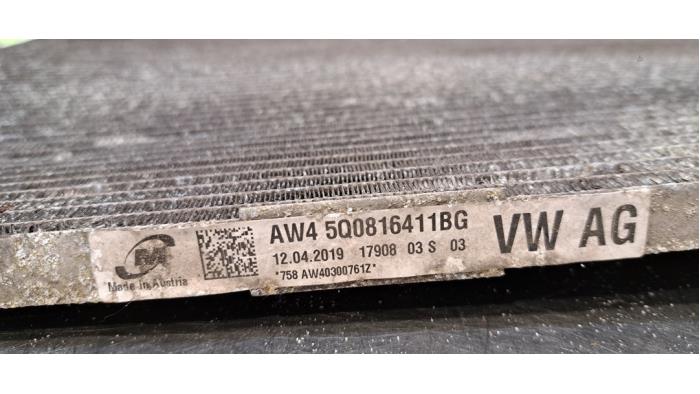 M
Made in Austria
AW4 5Q0816411BG
12.04.2019 17908 03 S 03
*758 AW40300761Z*
VW AG